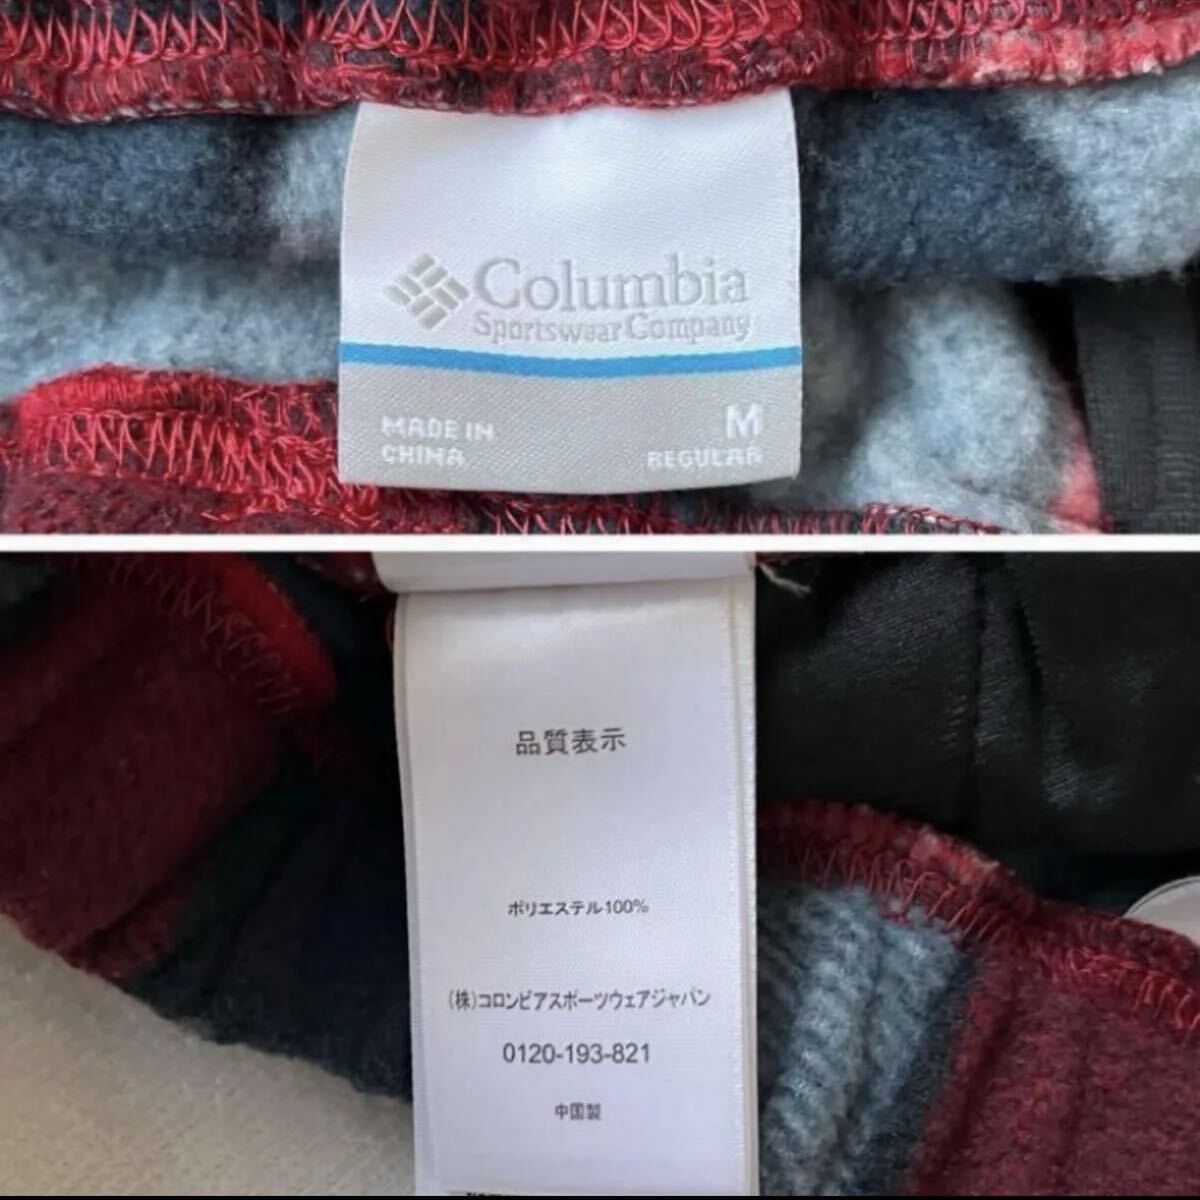 Columbia
Sportswear Company
MADE IN
CHINA
M
REGULAR
品質表示
ポリエステル100%
(株)コロンビアスポーツウェアジャパン
0120-193-821
中国製